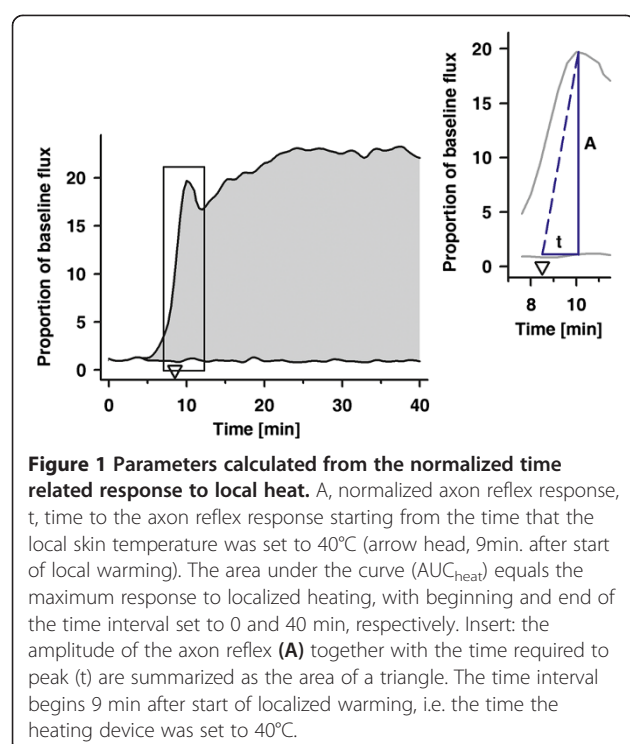 20
15
10
5
0
Proportion of baseline flux
A
t
8 10
Time [min]
20
15
10
5
0
Proportion of baseline flux
0 10 20 30 40
Time [min]
Figure 1 Parameters calculated from the normalized time
related response to local heat. A, normalized axon reflex response,
t, time to the axon reflex response starting from the time that the
local skin temperature was set to 40°C (arrow head, 9min. after start
of local warming). The area under the curve (AUCheat) equals the
maximum response to localized heating, with beginning and end of
the time interval set to 0 and 40 min, respectively. Insert: the
amplitude of the axon reflex (A) together with the time required to
peak (t) are summarized as the area of a triangle. The time interval
begins 9 min after start of localized warming, i.e. the time the
heating device was set to 40°C.